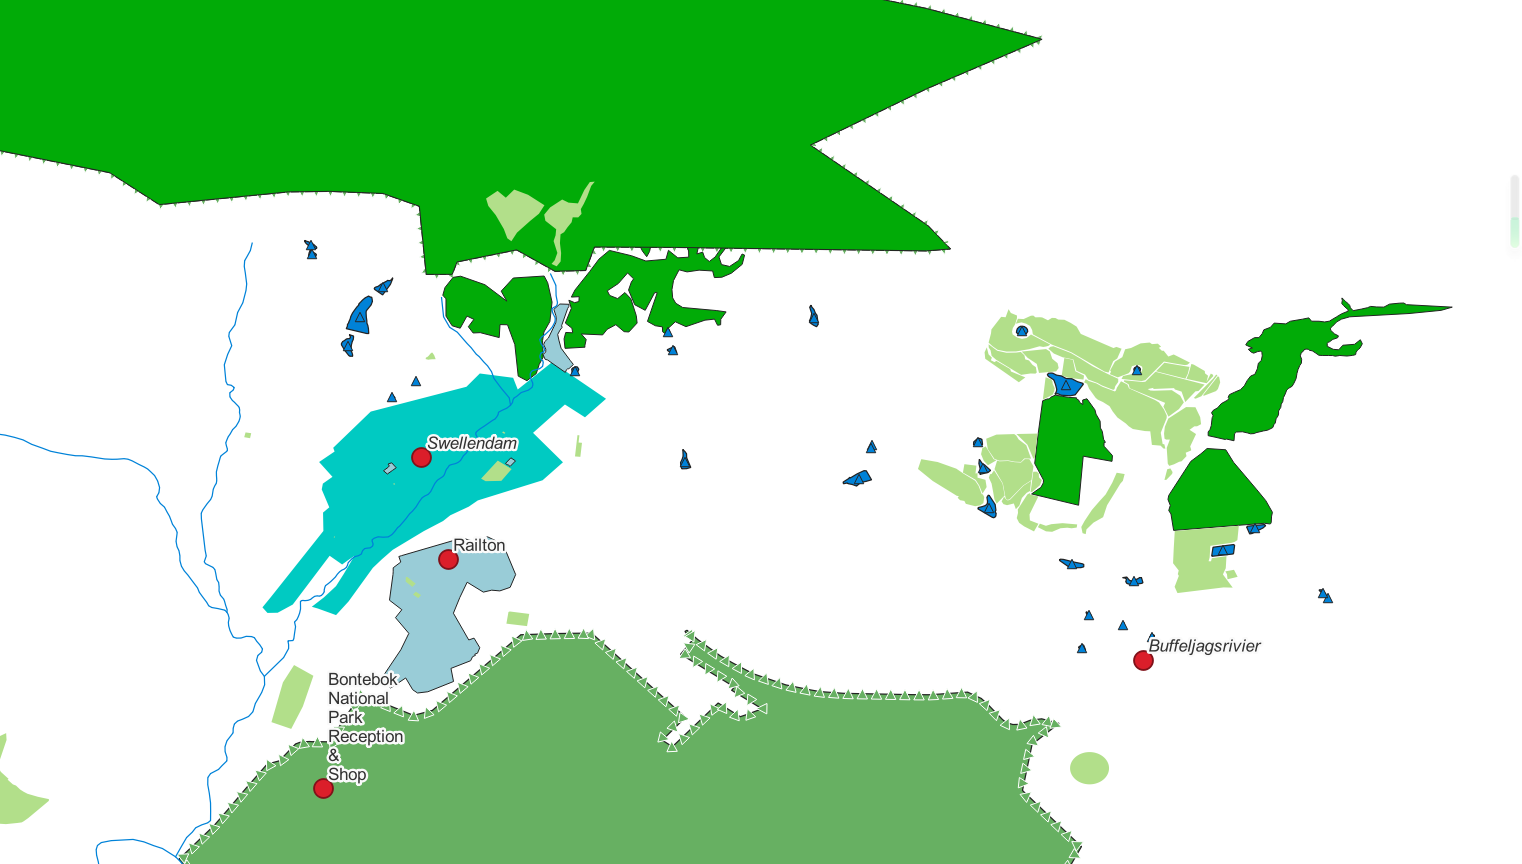 Swellendam
Railton
Buffeljagsrivier
Bontebok
National
Park
Reception
&
Shop